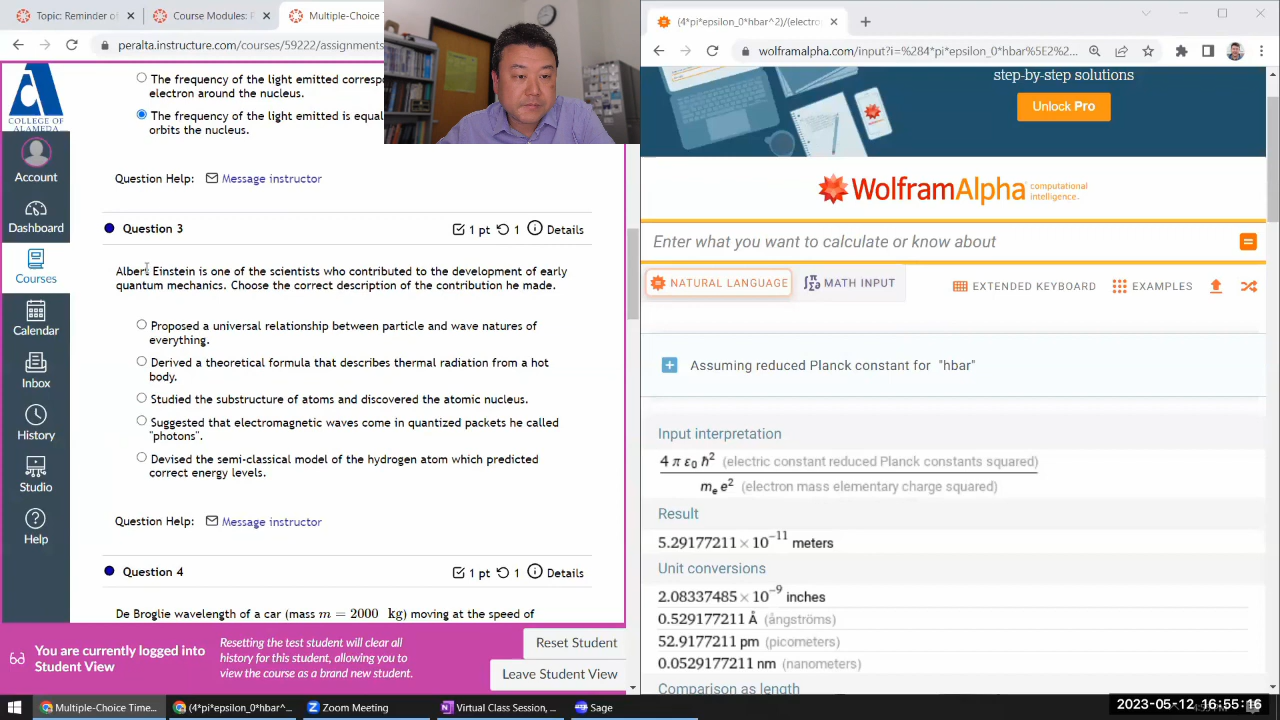 Topic Worksheet for
Course Modules: P
Multiple-Choice Time
peralta.instructure.com/courses/59222/assignments
The frequency of the light emitted corresp
electron around the nucleus.
The frequency of the light emitted is equal
orbits the nucleus.
Question Help: Message instructor
Question 3
1 pt 1 Details
Albert Einstein is one of the scientists who contributed to the development of early
quantum mechanics. Choose the correct description of the contribution he made.
Proposed a universal relationship between particle and wave natures of
everything.
Derived a theoretical formula that describes thermal radiation from a hot
body.
Studied the substructure of atoms and discovered the atomic nucleus.
Suggested that electromagnetic waves come in quantized packets he called
"photons".
Devised the semi-classical model of the hydrogen atom which predicted
correct energy levels.
Question Help: Message instructor
Question 4
1 pt 1 Details
De Broglie wavelength of a car (mass m = 2000 kg) moving at the speed of
COLLEGE OF
ALAMEDA
Account
Dashboard
Courses
Calendar
Inbox
History
Studio
Help
You are currently logged into
Student View
Resetting the test student will clear all
history for this student, allowing you to
view the course as a brand new student.
Reset Student
Leave Student View
(4*pi*epsilon_0*hbar^2)/(electro
wolframalpha.com/input?i=%284*pi*epsilon_0*hbar%5E2%...
step-by-step solutions
Unlock Pro
WolframAlpha computational
intelligence.
Enter what you want to calculate or know about
NATURAL LANGUAGE
MATH INPUT
EXTENDED KEYBOARD
EXAMPLES
Assuming reduced Planck constant for "hbar"
Input interpretation
4 π ε₀ ħ² (electric constant reduced Planck constants squared)
mₑ e² (electron mass elementary charge squared)
Result
5.29177211×10⁻¹¹ meters
Unit conversions
2.08337485×10⁻⁹ inches
0.529177211 Å (ångströms)
52.9177211 pm (picometers)
0.0529177211 nm (nanometers)
Comparison as length
Multiple-Choice Time...
(4*pi*epsilon_0*hbar^...
Zoom Meeting
Virtual Class Session, ...
Sage
2023-05-12 16:55:16